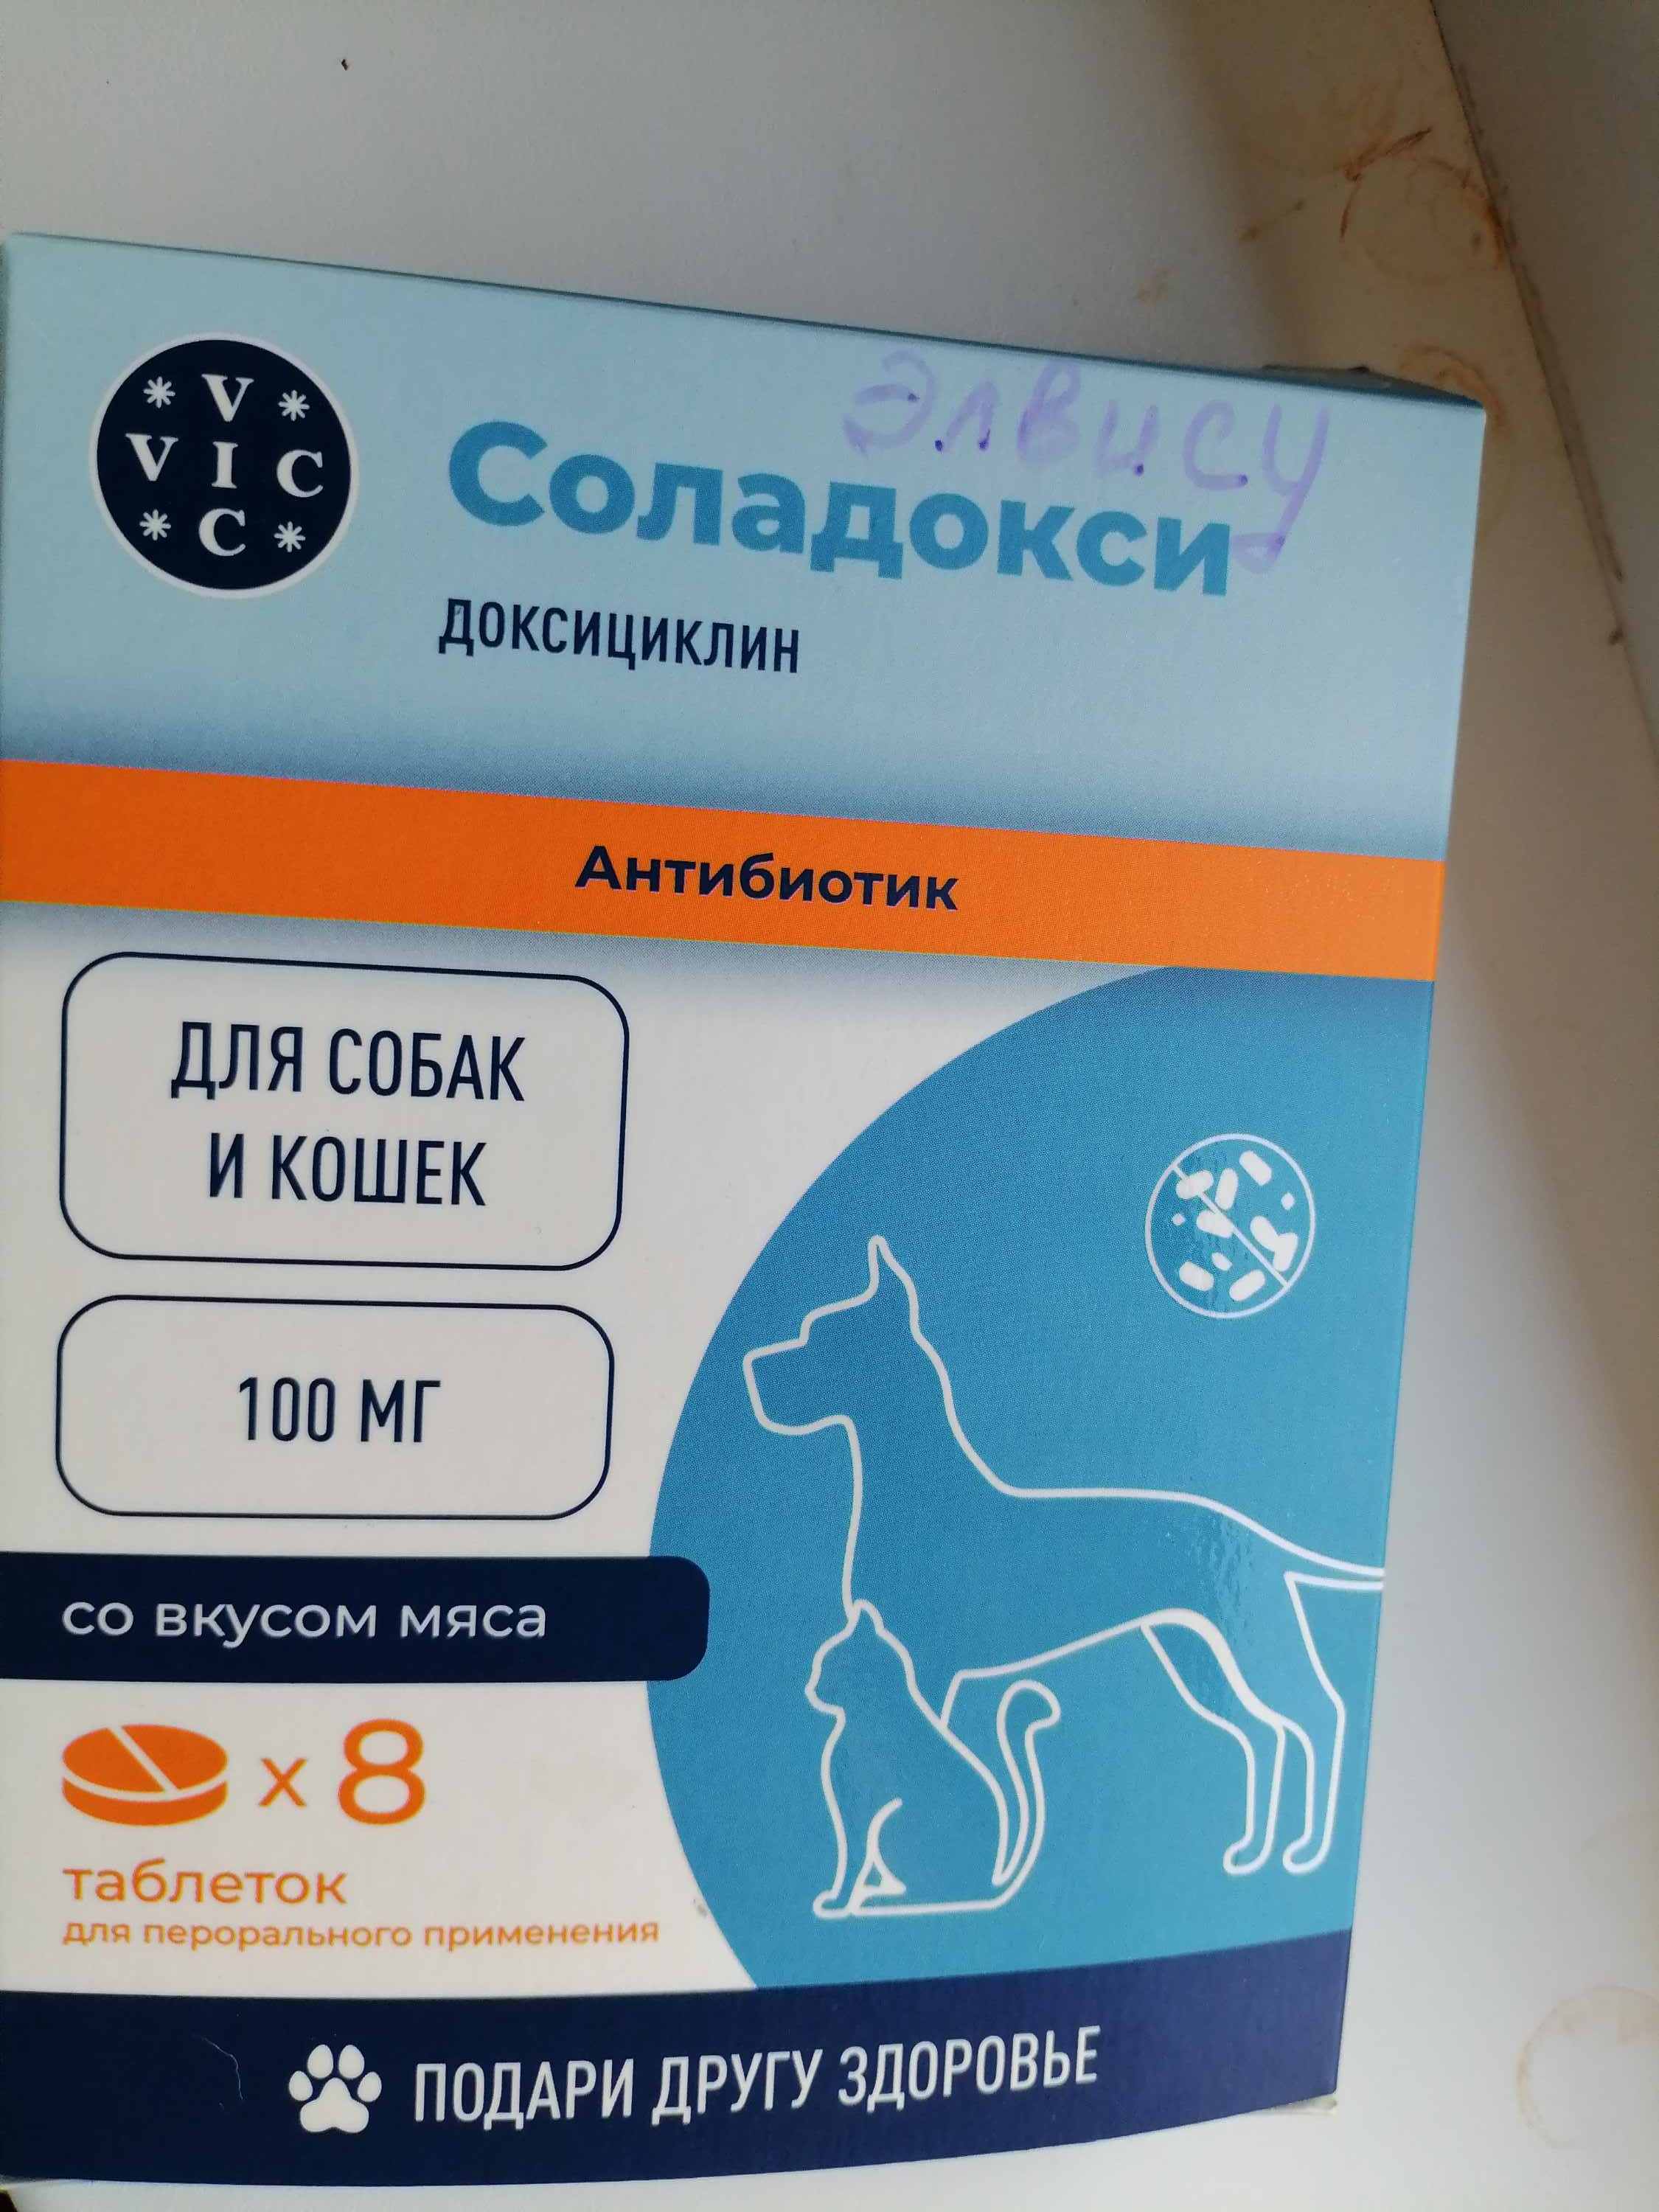 Элвису
V
VIC
C
Соладокси
ДОКСИЦИКЛИН
Антибиотик
ДЛЯ СОБАК
И КОШЕК
100 МГ
со вкусом мяса
x 8
таблеток
для перорального применения
ПОДАРИ ДРУГУ ЗДОРОВЬЕ